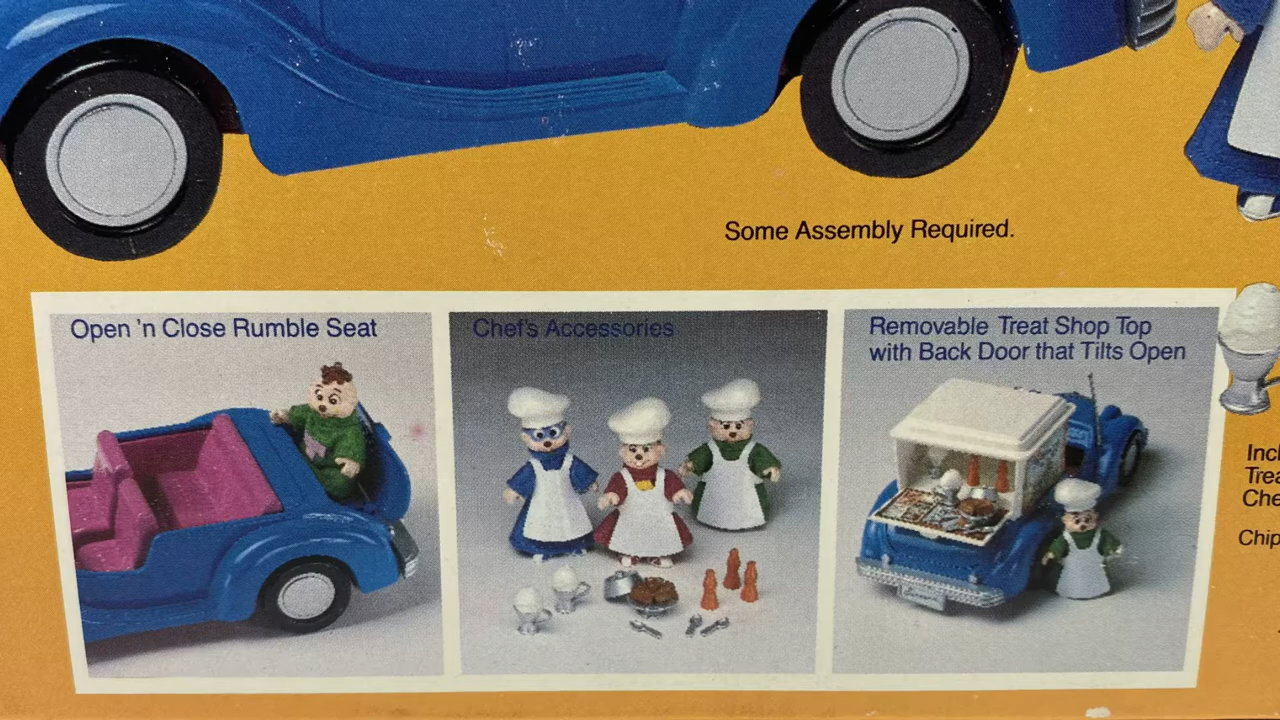 Some Assembly Required.
Open 'n Close Rumble Seat
Chef's Accessories
Removable Treat Shop Top
with Back Door that Tilts Open
Incl
Trea
Che
Chip